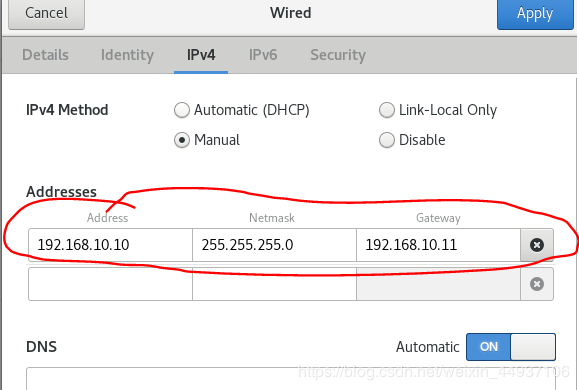 Cancel Wired Apply
Details Identity IPv4 IPv6 Security
IPv4 Method Automatic (DHCP) Link-Local Only
Manual Disable
Addresses
Address Netmask Gateway
192.168.10.10 255.255.255.0 192.168.10.11
DNS Automatic ON
https://blog.csdn.net/weixin_44937106